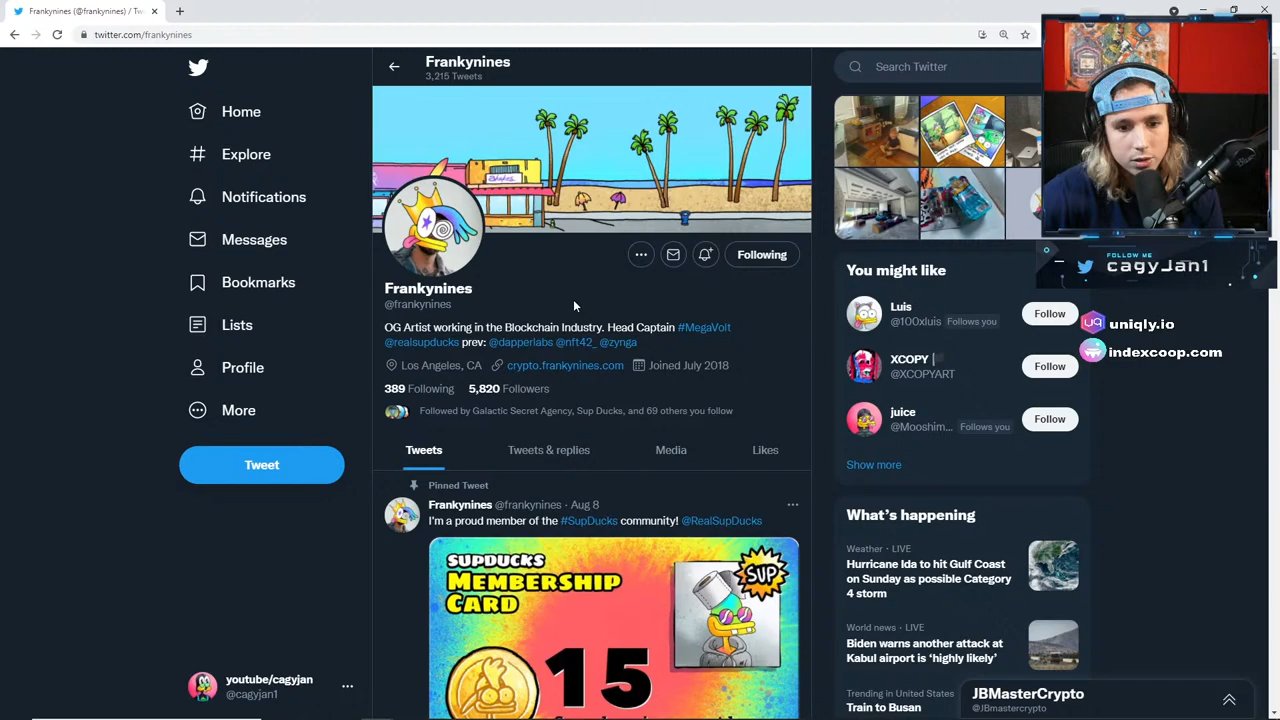 Frankynines (@frankynines) / Tw
twitter.com/frankynines
Home
Explore
Notifications
Messages
Bookmarks
Lists
Profile
More
Tweet
youtube/cagyjan
@cagyjan1
Frankynines
3,215 Tweets
Following
Frankynines
@frankynines
OG Artist working in the Blockchain Industry. Head Captain #MegaVolt
@realsupducks prev: @dapperlabs @nft42_ @zynga
Los Angeles, CA crypto.frankynines.com Joined July 2018
389 Following 5,820 Followers
Followed by Galactic Secret Agency, Sup Ducks, and 69 others you follow
Tweets Tweets & replies Media Likes
Pinned Tweet
Frankynines @frankynines · Aug 8
I'm a proud member of the #SupDucks community! @RealSupDucks
SUPDUCKS
MEMBERSHIP
CARD
SUP
15
Search Twitter
FOLLOW ME
cagyJan1
uniqly.io
indexcoop.com
You might like
Luis
@100xluis Follows you
Follow
XCOPY
@XCOPYART
Follow
juice
@Mooshim... Follows you
Follow
Show more
What's happening
Weather · LIVE
Hurricane Ida to hit Gulf Coast
on Sunday as possible Category
4 storm
World news · LIVE
Biden warns another attack at
Kabul airport is 'highly likely'
Trending in United States
Train to Busan
JBMasterCrypto
@JBMastercrypto